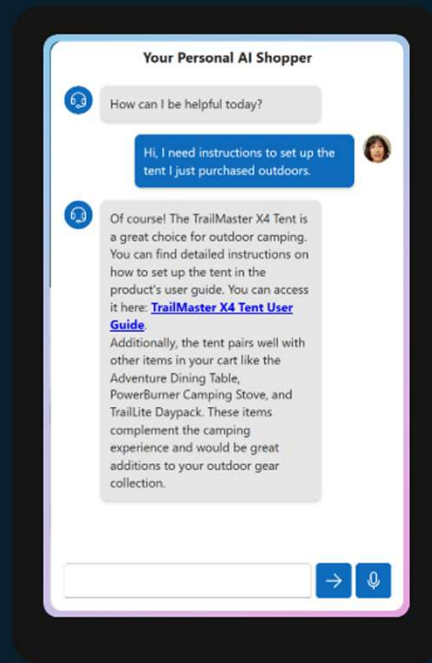 Your Personal AI Shopper
How can I be helpful today?
Hi, I need instructions to set up the
tent I just purchased outdoors.
Of course! The TrailMaster X4 Tent is
a great choice for outdoor camping.
You can find detailed instructions on
how to set up the tent in the
product's user guide. You can access
it here: TrailMaster X4 Tent User
Guide.
Additionally, the tent pairs well with
other items in your cart like the
Adventure Dining Table,
PowerBurner Camping Stove, and
TrailLite Daypack. These items
complement the camping
experience and would be great
additions to your outdoor gear
collection.